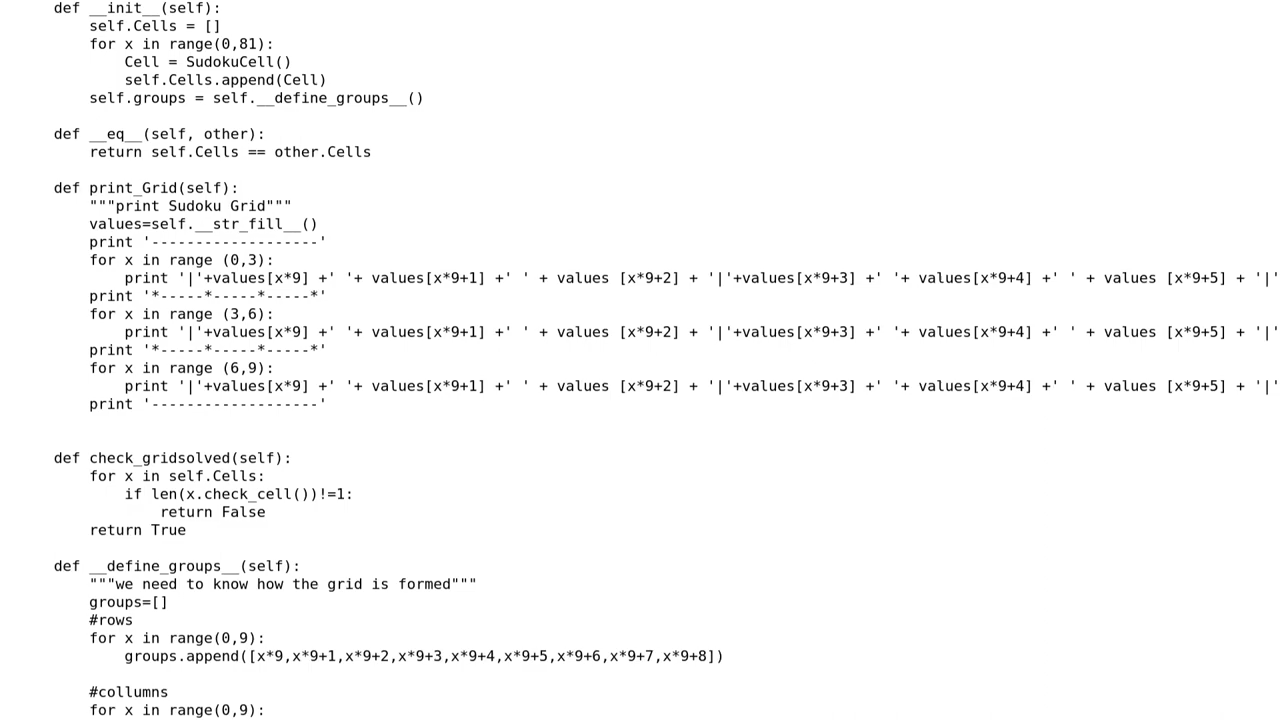 def __init__(self):
self.Cells = []
for x in range(0,81):
Cell = SudokuCell()
self.Cells.append(Cell)
self.groups = self.__define_groups__()
def __eq__(self, other):
return self.Cells == other.Cells
def print_Grid(self):
"""print Sudoku Grid"""
values=self.__str_fill__()
print '-------------------'
for x in range (0,3):
print '|'+values[x*9] +' '+ values[x*9+1] +' ' + values [x*9+2] + '|'+values[x*9+3] +' '+ values[x*9+4] +' ' + values [x*9+5] + '|'
print '*-----*-----*-----*'
for x in range (3,6):
print '|'+values[x*9] +' '+ values[x*9+1] +' ' + values [x*9+2] + '|'+values[x*9+3] +' '+ values[x*9+4] +' ' + values [x*9+5] + '|'
print '*-----*-----*-----*'
for x in range (6,9):
print '|'+values[x*9] +' '+ values[x*9+1] +' ' + values [x*9+2] + '|'+values[x*9+3] +' '+ values[x*9+4] +' ' + values [x*9+5] + '|'
print '-------------------'
def check_gridsolved(self):
for x in self.Cells:
if len(x.check_cell())!=1:
return False
return True
def __define_groups__(self):
"""we need to know how the grid is formed"""
groups=[]
#rows
for x in range(0,9):
groups.append([x*9,x*9+1,x*9+2,x*9+3,x*9+4,x*9+5,x*9+6,x*9+7,x*9+8])
#collumns
for x in range(0,9):